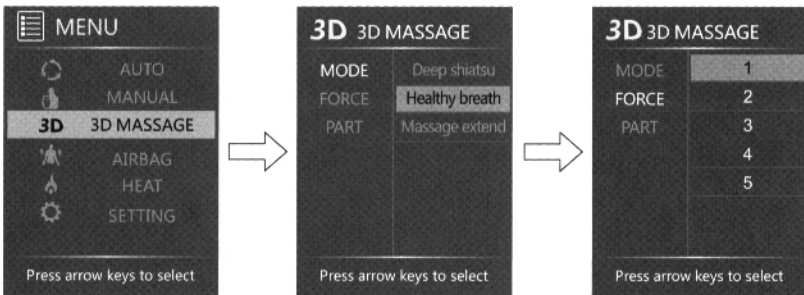 MENU
AUTO
MANUAL
3D 3D MASSAGE
AIRBAG
HEAT
SETTING
Press arrow keys to select
3D 3D MASSAGE
MODE Deep shiatsu
FORCE Healthy breath
PART Massage extend
Press arrow keys to select
3D 3D MASSAGE
MODE 1
FORCE 2
PART 3
4
5
Press arrow keys to select